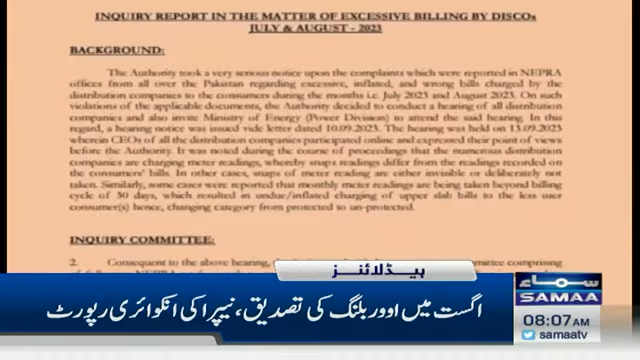 INQUIRY REPORT IN THE MATTER OF EXCESSIVE BILLING BY DISCOs
JULY & AUGUST - 2023
BACKGROUND:
The Authority took a very serious notice upon the complaints which were reported in NEPRA
offices from all over the Pakistan regarding excessive, inflated, and wrong bills charged by the
distribution companies to the consumers during the months i.e. July 2023 and August 2023. On such
violations of the applicable documents, the Authority decided to conduct a hearing of all distribution
companies and also invite Ministry of Energy (Power Division) to attend the said hearing. In this
regard, a hearing notice was issued vide letter dated 10.09.2023. The hearing was held on 13.09.2023
wherein CEOs of all the distribution companies participated online and expressed their point of views
before the Authority. It was noted during the course of proceedings that the numerous distribution
companies are charging meter readings, whereby snaps readings differ from the readings recorded on
the consumers' bills. In other cases, snaps of meter reading are either invisible or deliberately not
taken. Similarly, some cases were reported that monthly meter readings are being taken beyond billing
cycle of 30 days, which resulted in undue/inflated charging of upper slab bills to the less user
consumer(s) hence, changing category from protected to un-protected.
INQUIRY COMMITTEE:
2. Consequent to the above hearing,
mmittee comprising
ہیڈلائنز
اگست میں اوور بلنگ کی تصدیق، نیپرا کی انکوائری رپورٹ
سماء
SAMAA
08:07AM
samaatv